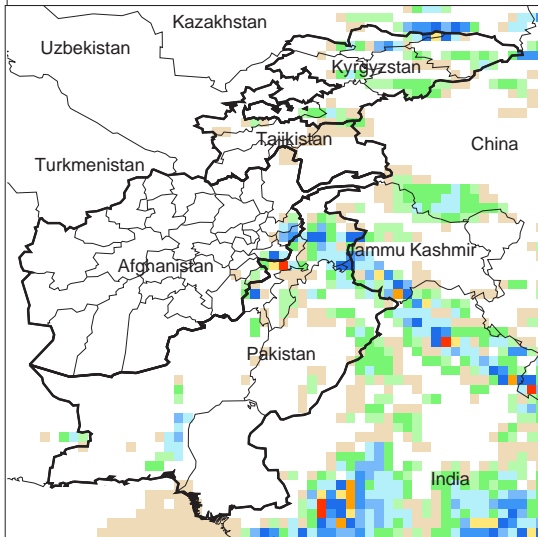 Kazakhstan
Uzbekistan
Kyrgyzstan
China
Tajikistan
Turkmenistan
Jammu Kashmir
Afghanistan
Pakistan
India